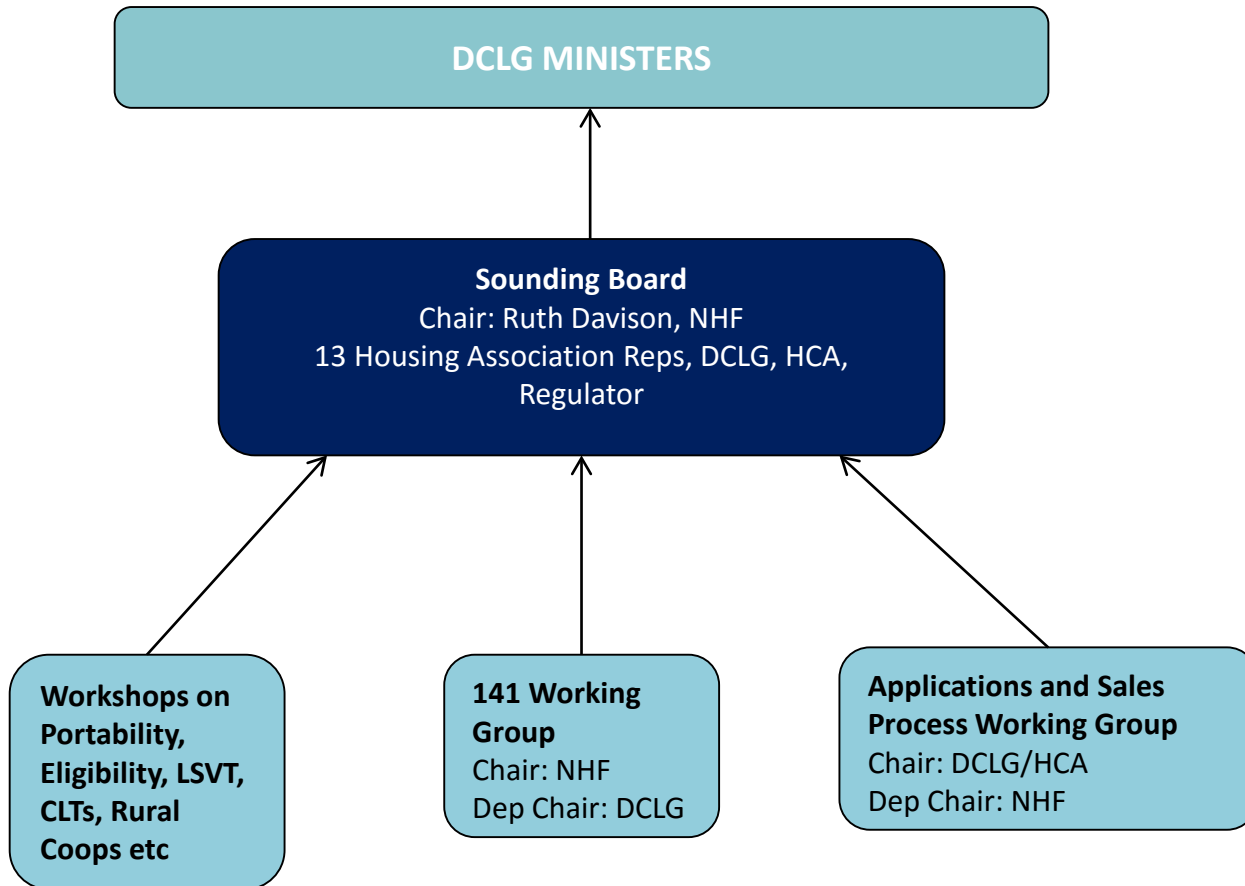 DCLG MINISTERS
Sounding Board
Chair: Ruth Davison, NHF
13 Housing Association Reps, DCLG, HCA,
Regulator
Workshops on
Portability,
Eligibility, LSVT,
CLTs, Rural
Coops etc
141 Working
Group
Chair: NHF
Dep Chair: DCLG
Applications and Sales
Process Working Group
Chair: DCLG/HCA
Dep Chair: NHF